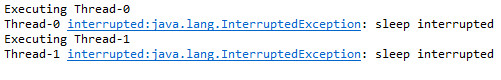 Executing Thread-0
Thread-0 interrupted:java.lang.InterruptedException: sleep interrupted
Executing Thread-1
Thread-1 interrupted:java.lang.InterruptedException: sleep interrupted